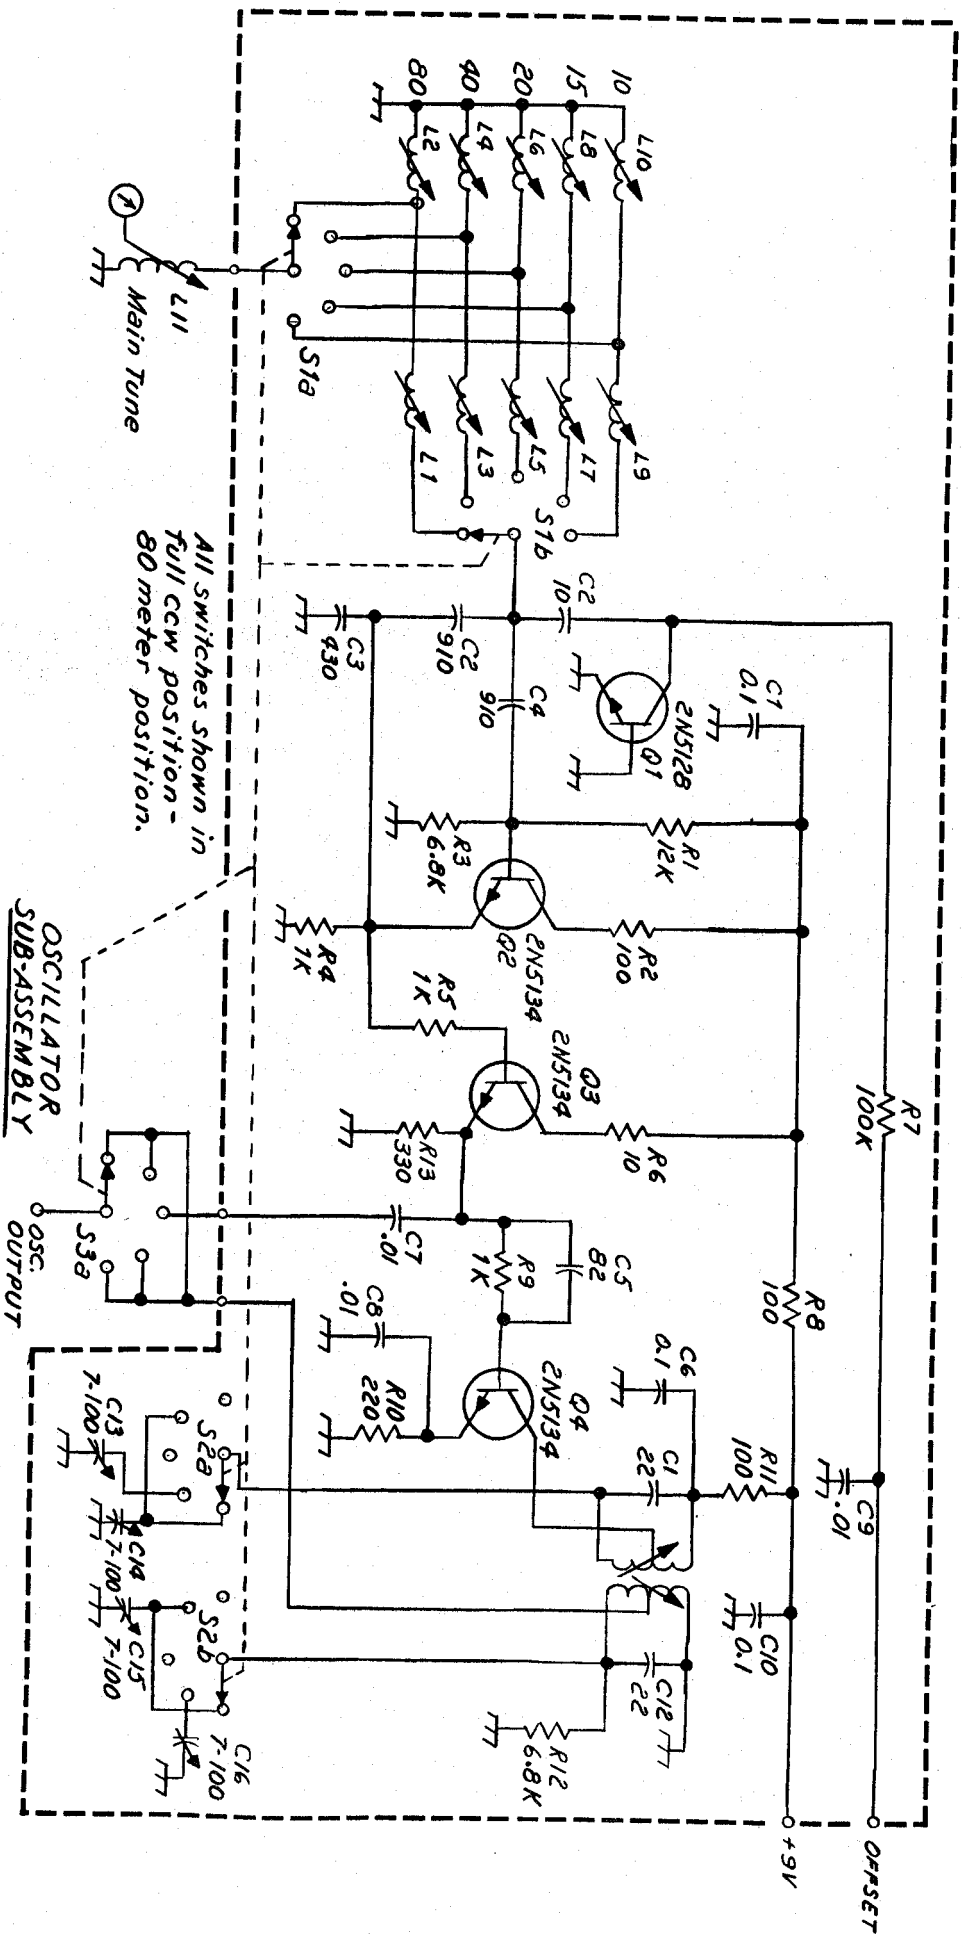 10
15
20
40
80
L10
L8
L6
L4
L2
L9
L7
L5
L3
L1
S1a
S1b
L11
Main Tune
All switches shown in
full ccw position-
80 meter position.
C2
10
C2
910
C3
430
C4
910
2N5128
Q1
C7
0.1
R1
12K
R3
6.8K
R2
100
2N5134
Q2
R4
1K
R5
1K
Q3
2N5134
R6
10
R13
330
R7
100K
R8
100
C7
.01
R9
1K
C5
82
C8
.01
R10
220
Q4
2N5134
C6
0.1
C1
22
R11
100
C9
.01
C10
0.1
C12
22
R12
6.8K
OFFSET
+9V
OSCILLATOR
SUB-ASSEMBLY
S3a
OSC.
OUTPUT
S2a
C13
7-100
C14
7-100
S2b
C15
7-100
C16
7-100